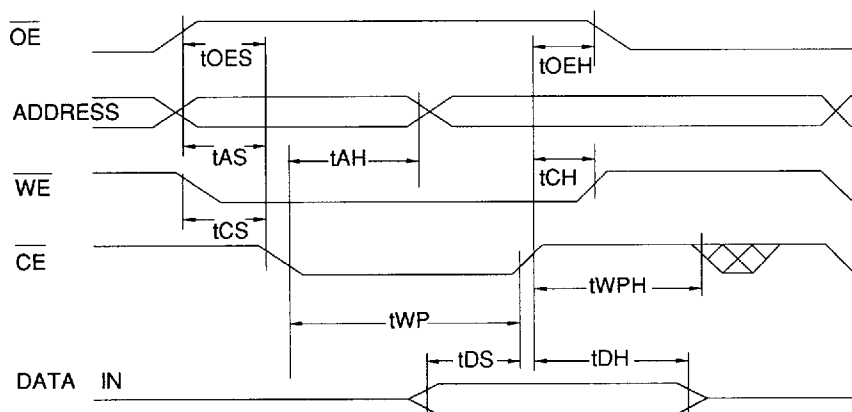 OE
tOES
tOEH
ADDRESS
tAS
tAH
tCH
WE
tCS
CE
tWPH
tWP
tDS
tDH
DATA IN